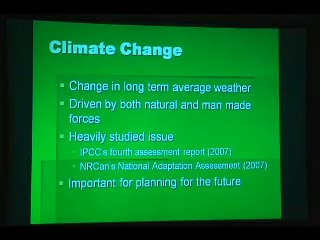 Climate Change
Change in long term average weather
Driven by both natural and man made
forces
Heavily studied issue
IPCC's fourth assessment report (2007)
NRCan's National Adaptation Assessment (2007)
Important for planning for the future